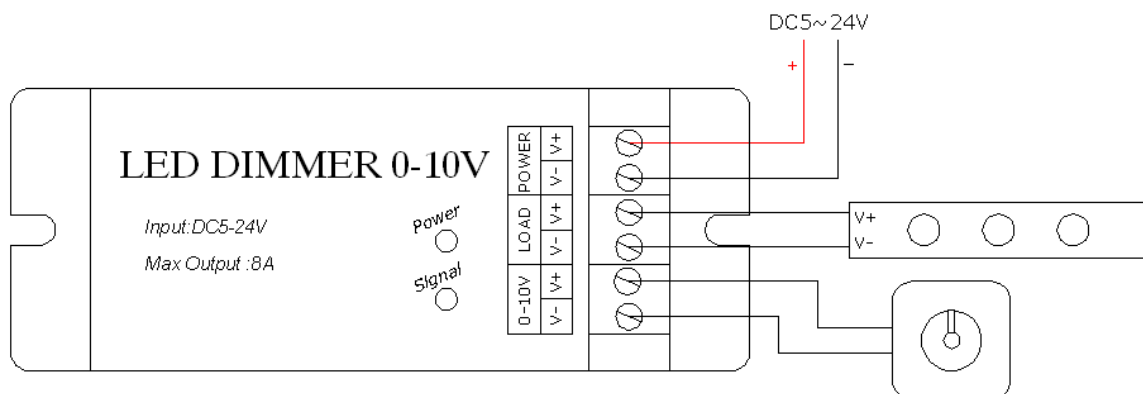 DC5~24V
+ −
LED DIMMER 0-10V
Input:DC5-24V
Max Output :8A
Power
Signal
POWER
V+
V-
LOAD
V+
V-
0-10V
V+
V-
V+
V-